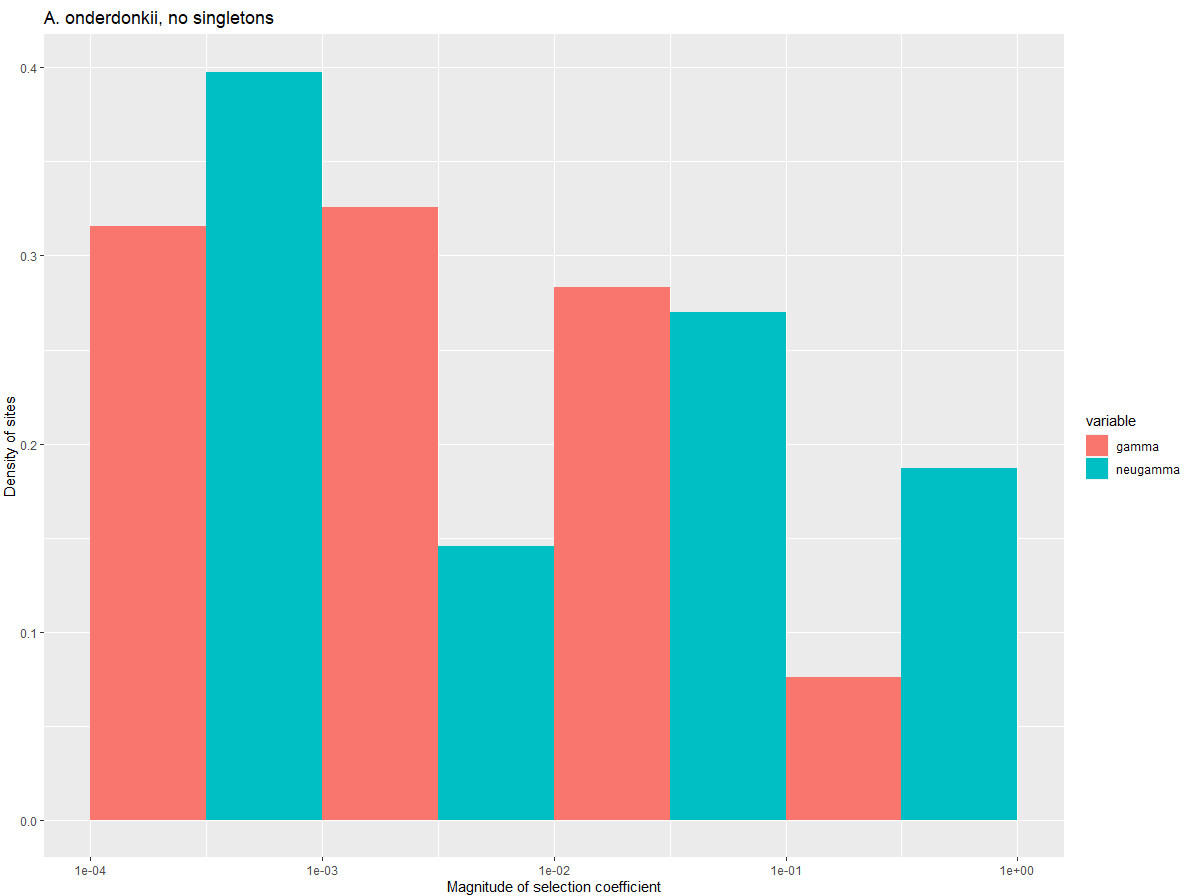 A. onderdonkii, no singletons
0.4
0.3
0.2
0.1
0.0
Density of sites
1e-04 1e-03 1e-02 1e-01 1e+00
Magnitude of selection coefficient
variable
gamma
neugamma